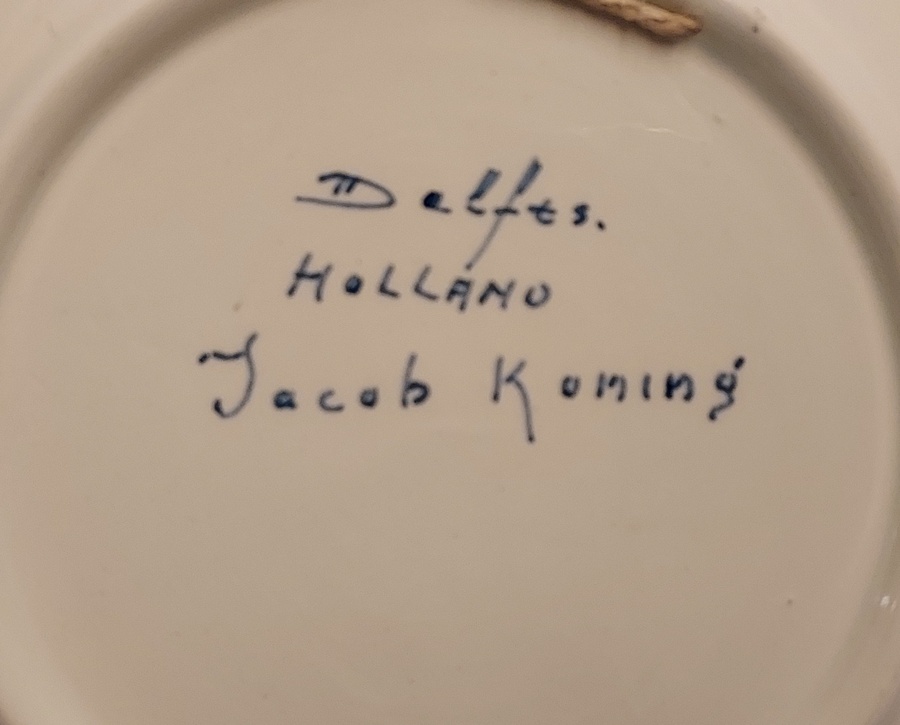 Delfts.
HOLLAND
Jacob Koning